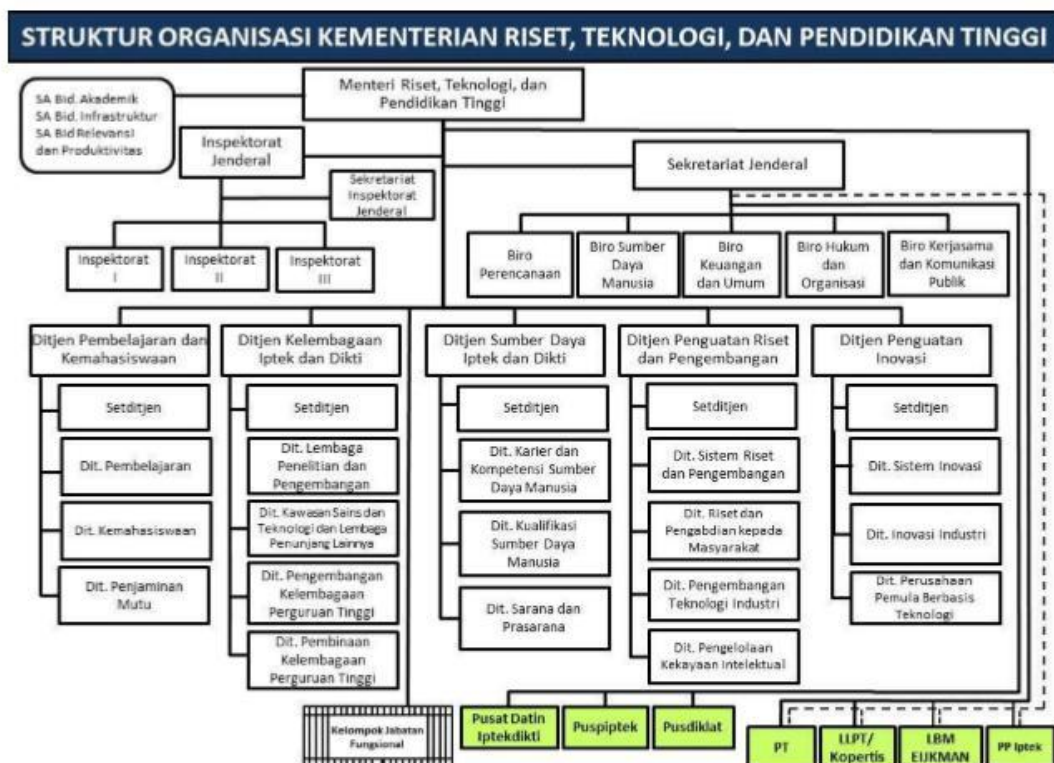 STRUKTUR ORGANISASI KEMENTERIAN RISET, TEKNOLOGI, DAN PENDIDIKAN TINGGI
Menteri Riset, Teknologi, dan
Pendidikan Tinggi
SA Bid. Akademik
SA Bid. Infrastruktur
SA Bid Relevansi
dan Produktivitas
Inspektorat
Jenderal
Sekretariat Jenderal
Sekretariat
Inspektorat
Jenderal
Inspektorat
I
Inspektorat
II
Inspektorat
III
Biro
Perencanaan
Biro Sumber
Daya
Manusia
Biro
Keuangan
dan Umum
Biro Hukum
dan
Organisasi
Biro Kerjasama
dan Komunikasi
Publik
Ditjen Pembelajaran dan
Kemahasiswaan
Setditjen
Dit. Pembelajaran
Dit. Kemahasiswaan
Dit. Penjaminan
Mutu
Ditjen Kelembagaan
Iptek dan Dikti
Setditjen
Dit. Lembaga
Penelitian dan
Pengembangan
Dit. Kawasan Sains dan
Teknologi dan Lembaga
Penunjang Lainnya
Dit. Pengembangan
Kelembagaan
Perguruan Tinggi
Dit. Pembinaan
Kelembagaan
Perguruan Tinggi
Ditjen Sumber Daya
Iptek dan Dikti
Setditjen
Dit. Karier dan
Kompetensi Sumber
Daya Manusia
Dit. Kualifikasi
Sumber Daya
Manusia
Dit. Sarana dan
Prasarana
Ditjen Penguatan Riset
dan Pengembangan
Setditjen
Dit. Sistem Riset
dan Pengembangan
Dit. Riset dan
Pengabdian kepada
Masyarakat
Dit. Pengembangan
Teknologi Industri
Dit. Pengelolaan
Kekayaan Intelektual
Ditjen Penguatan
Inovasi
Setditjen
Dit. Sistem Inovasi
Dit. Inovasi Industri
Dit. Perusahaan
Pemula Berbasis
Teknologi
Kelompok Jabatan
Fungsional
Pusat Datin
Iptekdikti
Puspiptek
Pusdiklat
PT
LLPT/
Kopertis
LBM
EIJKMAN
PP Iptek